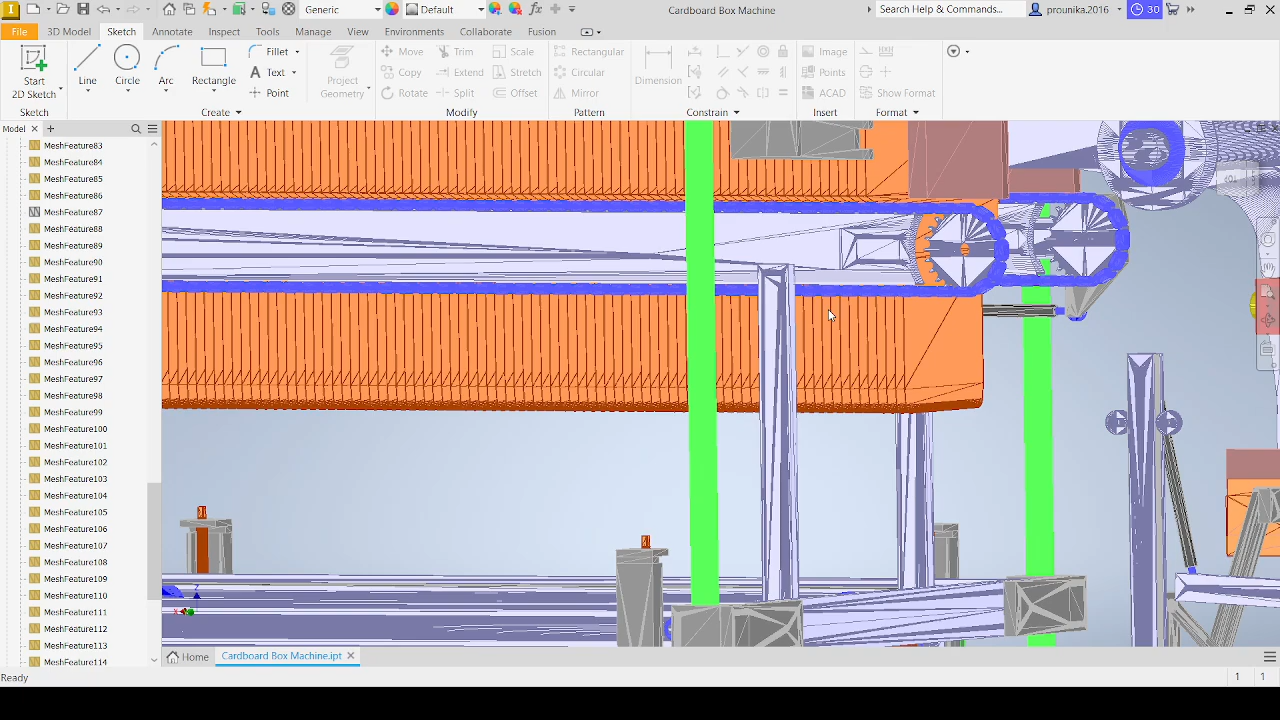 Generic
Default
Cardboard Box Machine
Search Help & Commands...
prounika.2016
30
File
3D Model
Sketch
Annotate
Inspect
Tools
Manage
View
Environments
Collaborate
Fusion
Start
2D Sketch
Line
Circle
Arc
Rectangle
Fillet
Text
Point
Project
Geometry
Move
Copy
Rotate
Trim
Extend
Split
Scale
Stretch
Offset
Rectangular
Circular
Mirror
Dimension
Image
Points
ACAD
Show Format
Sketch
Create
Modify
Pattern
Constrain
Insert
Format
Model
MeshFeature83
MeshFeature84
MeshFeature85
MeshFeature86
MeshFeature87
MeshFeature88
MeshFeature89
MeshFeature90
MeshFeature91
MeshFeature92
MeshFeature93
MeshFeature94
MeshFeature95
MeshFeature96
MeshFeature97
MeshFeature98
MeshFeature99
MeshFeature100
MeshFeature101
MeshFeature102
MeshFeature103
MeshFeature104
MeshFeature105
MeshFeature106
MeshFeature107
MeshFeature108
MeshFeature109
MeshFeature110
MeshFeature111
MeshFeature112
MeshFeature113
MeshFeature114
Home
Cardboard Box Machine.ipt
Ready
1
1